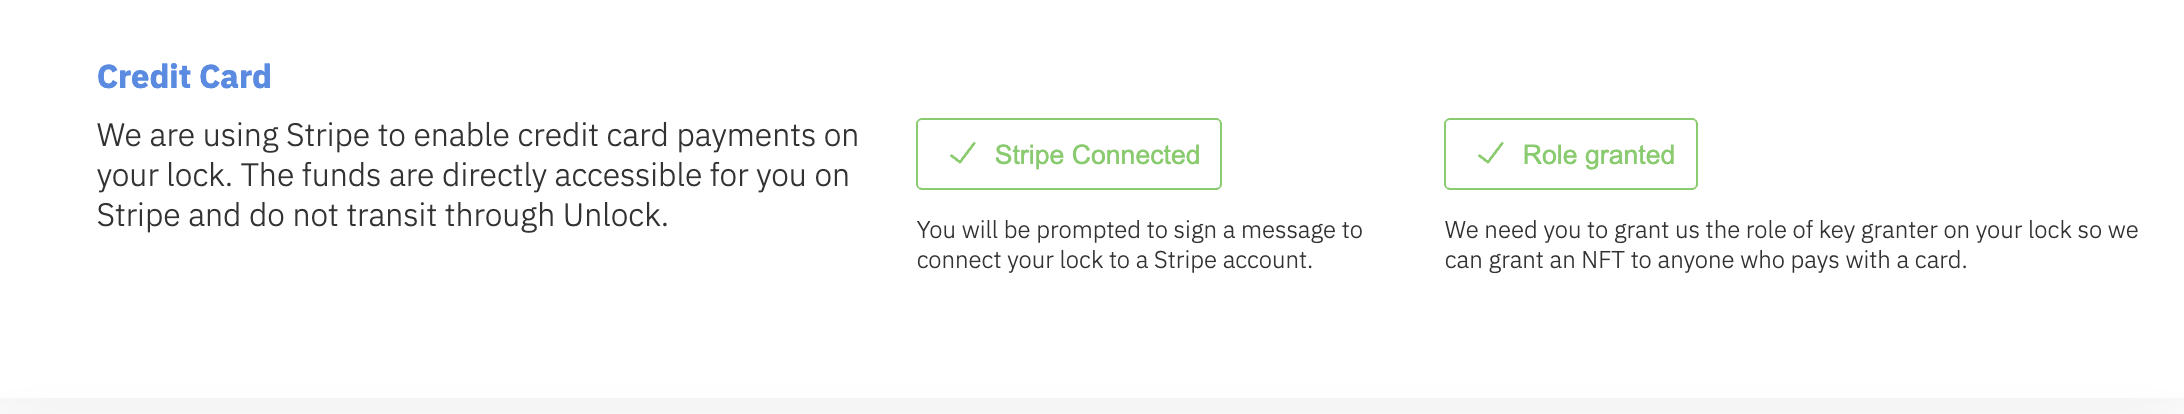 Credit Card
We are using Stripe to enable credit card payments on
your lock. The funds are directly accessible for you on
Stripe and do not transit through Unlock.
Stripe Connected
You will be prompted to sign a message to
connect your lock to a Stripe account.
Role granted
We need you to grant us the role of key granter on your lock so we
can grant an NFT to anyone who pays with a card.